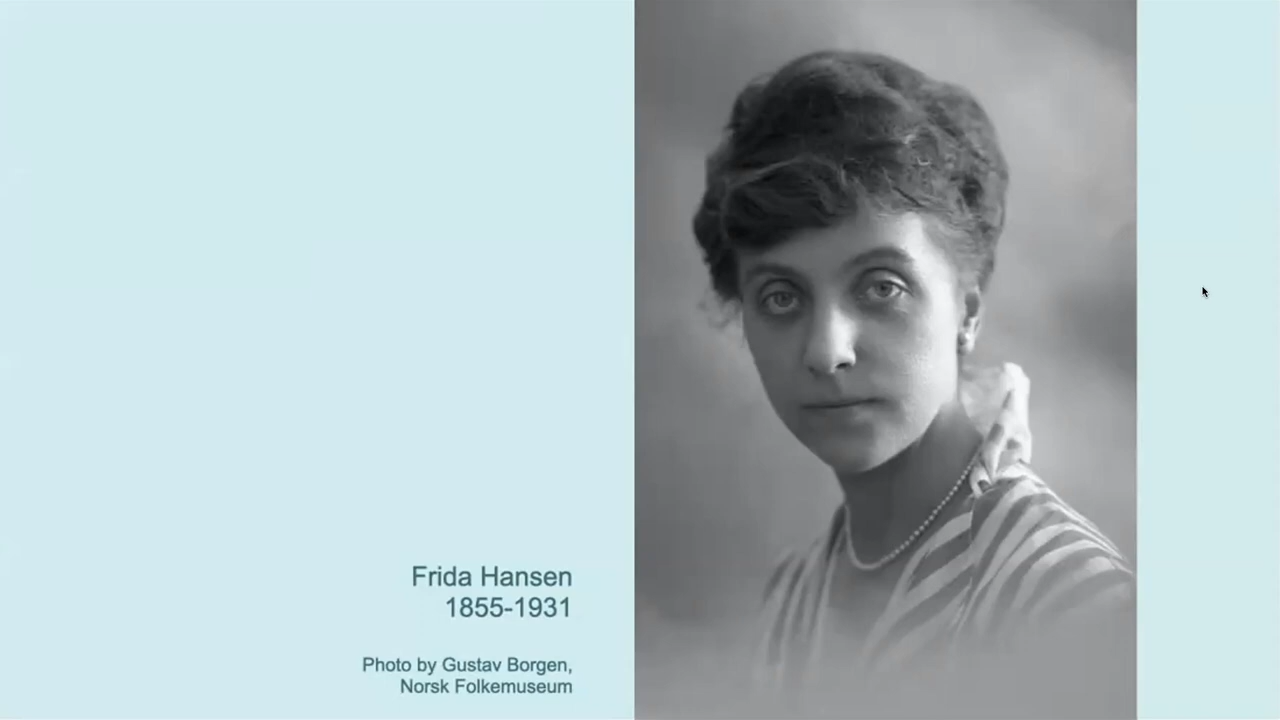 Frida Hansen
1855-1931
Photo by Gustav Borgen,
Norsk Folkemuseum